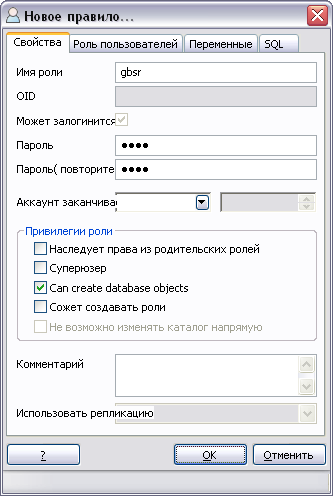 Новое правило...
Свойства Роль пользователей Переменные SQL
Имя роли gbsr
OID
Может залогинится
Пароль ●●●●
Пароль( повторите ●●●●
Аккаунт заканчивае
Привилегии роли
Наследует права из родительских ролей
Суперюзер
Can create database objects
Сожет создавать роли
Не возможно изменять каталог напрямую
Комментарий
Использовать репликацию
? OK Отменить